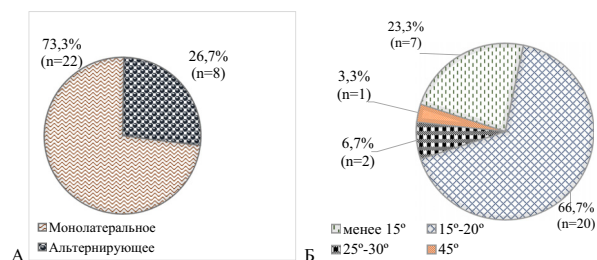 73,3%
(n=22)
26,7%
(n=8)
Монолатеральное
Альтернирующее
А
23,3%
(n=7)
3,3%
(n=1)
6,7%
(n=2)
66,7%
(n=20)
менее 15º
15º-20º
25º-30º
45º
Б